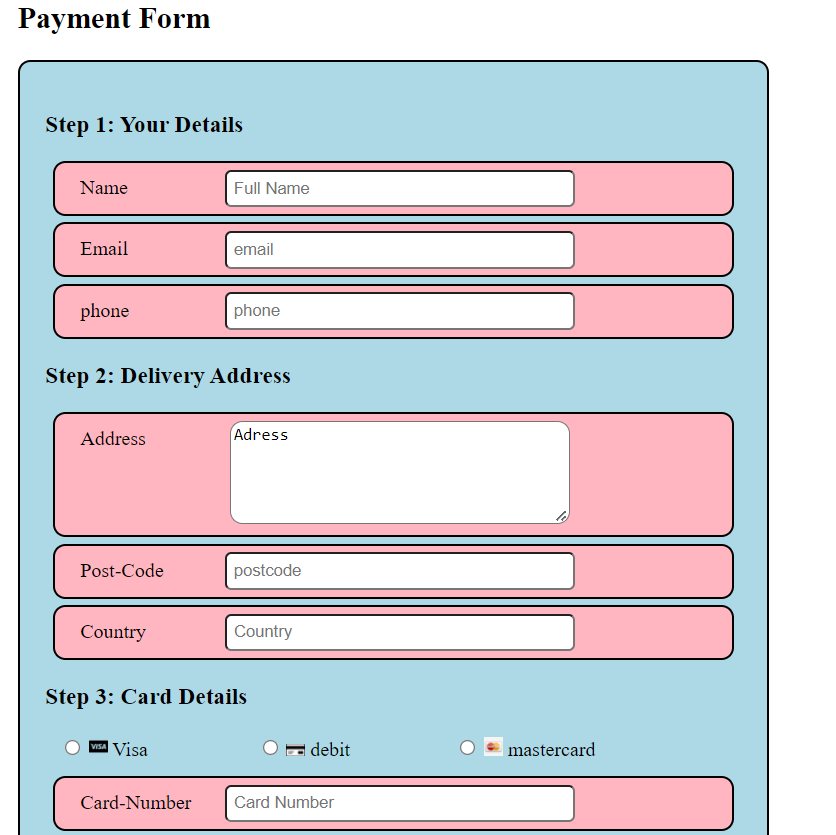 Payment Form
Step 1: Your Details
Name Full Name
Email email
phone phone
Step 2: Delivery Address
Address Adress
Post-Code postcode
Country Country
Step 3: Card Details
VISA Visa debit mastercard
Card-Number Card Number